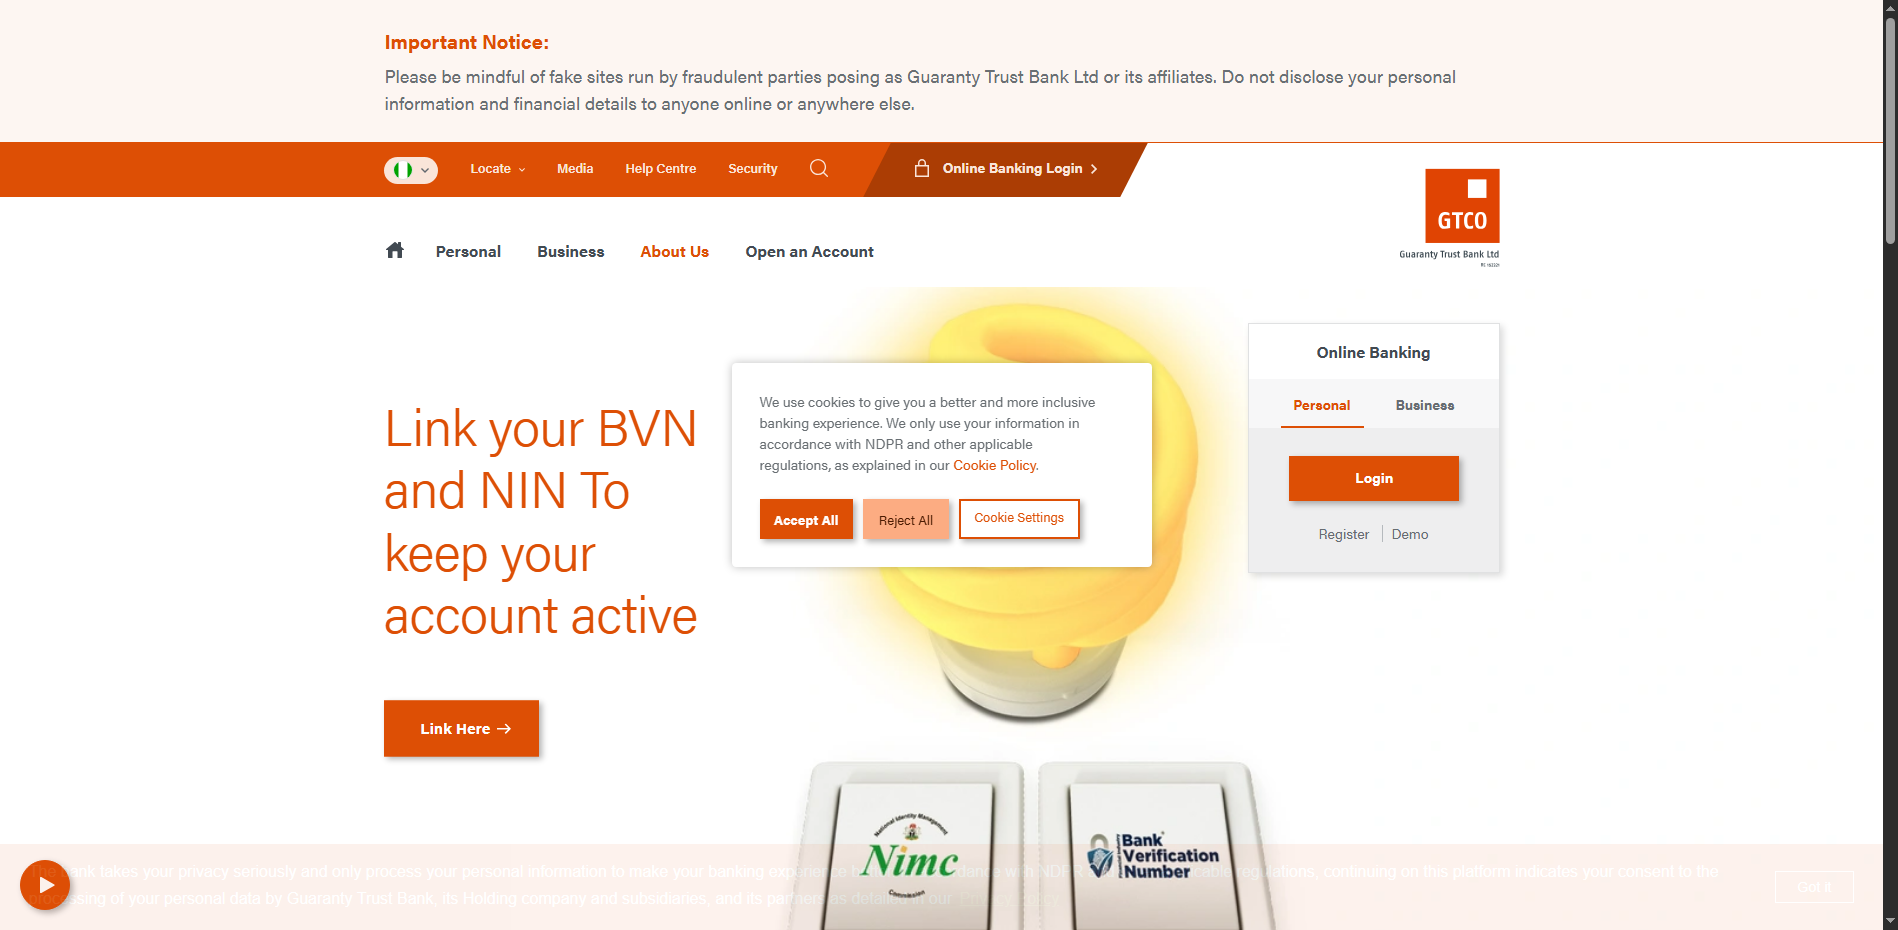 Important Notice:
Please be mindful of fake sites run by fraudulent parties posing as Guaranty Trust Bank Ltd or its affiliates. Do not disclose your personal
information and financial details to anyone online or anywhere else.
Locate
Media
Help Centre
Security
Online Banking Login
GTCO
Guaranty Trust Bank Ltd
Personal
Business
About Us
Open an Account
Online Banking
Personal
Business
Login
Register
Demo
We use cookies to give you a better and more inclusive
banking experience. We only use your information in
accordance with NDPR and other applicable
regulations, as explained in our Cookie Policy.
Accept All
Reject All
Cookie Settings
Link your BVN
and NIN To
keep your
account active
Link Here →
National Identity Management
Nimc
Commission
Bank
Verification
Number
bank takes your privacy seriously and only process your personal information to make your banking experience with NDPR regulations, continuing on this platform indicates your consent to the
of your personal data by Guaranty Trust Bank, its Holding company and subsidiaries, and its partners as detailed in our Privacy Policy
Got it